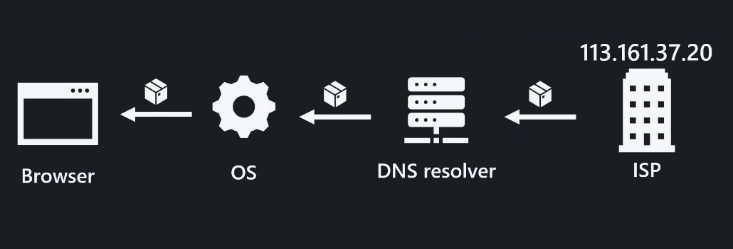 113.161.37.20
Browser
OS
DNS resolver
ISP